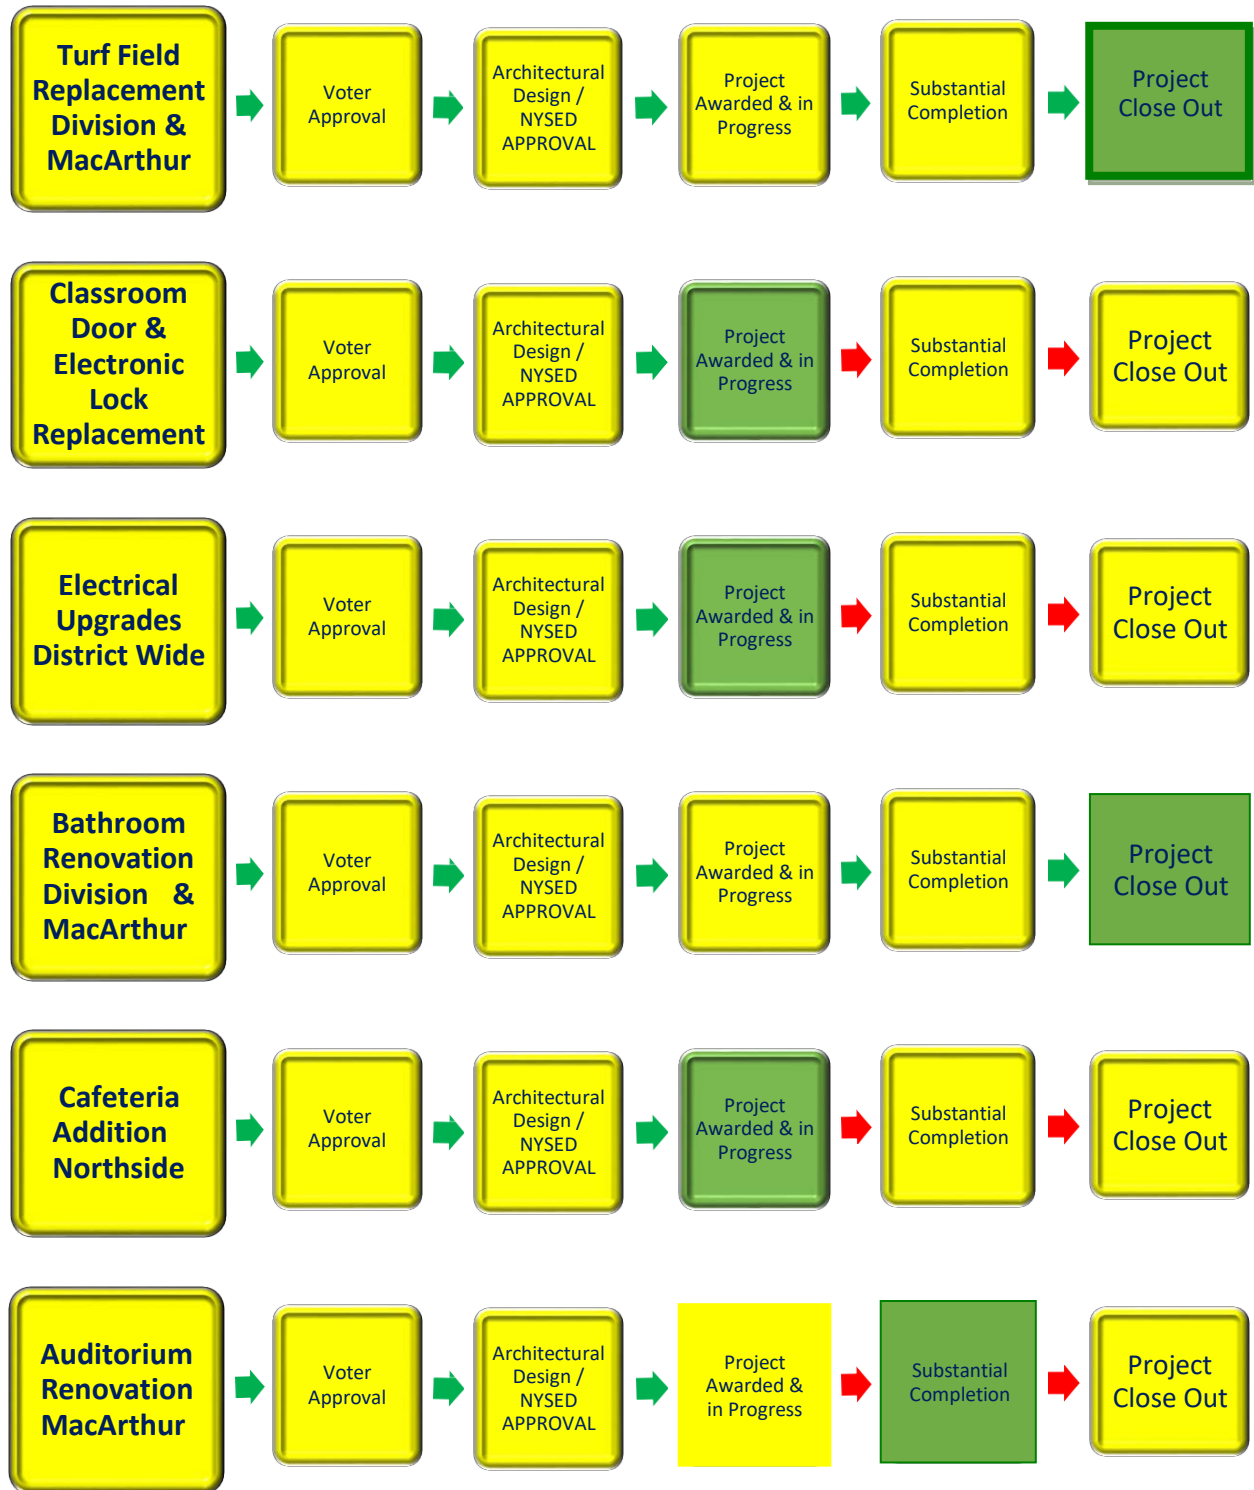 Turf Field
Replacement
Division &
MacArthur
Voter
Approval
Architectural
Design /
NYSED
APPROVAL
Project
Awarded & in
Progress
Substantial
Completion
Project
Close Out
Classroom
Door &
Electronic
Lock
Replacement
Voter
Approval
Architectural
Design /
NYSED
APPROVAL
Project
Awarded & in
Progress
Substantial
Completion
Project
Close Out
Electrical
Upgrades
District Wide
Voter
Approval
Architectural
Design /
NYSED
APPROVAL
Project
Awarded & in
Progress
Substantial
Completion
Project
Close Out
Bathroom
Renovation
Division &
MacArthur
Voter
Approval
Architectural
Design /
NYSED
APPROVAL
Project
Awarded & in
Progress
Substantial
Completion
Project
Close Out
Cafeteria
Addition
Northside
Voter
Approval
Architectural
Design /
NYSED
APPROVAL
Project
Awarded & in
Progress
Substantial
Completion
Project
Close Out
Auditorium
Renovation
MacArthur
Voter
Approval
Architectural
Design /
NYSED
APPROVAL
Project
Awarded &
in Progress
Substantial
Completion
Project
Close Out